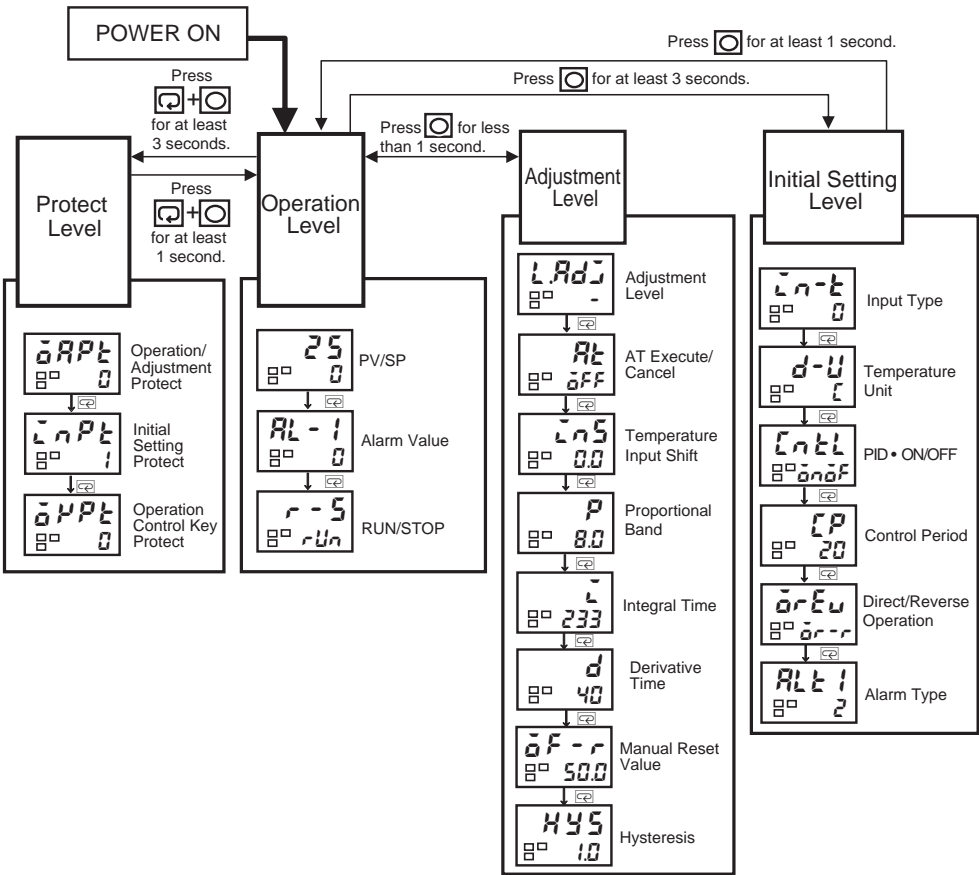 POWER ON
Press
+
for at least
3 seconds.
Press
+
for at least
1 second.
Press for at least 1 second.
Press for at least 3 seconds.
Press for less
than 1 second.
Protect
Level
Operation
Level
Adjustment
Level
Initial Setting
Level
oAPt
0
Operation/
Adjustment
Protect
inPt
1
Initial
Setting
Protect
0
Operation
Control Key
Protect
25
0
PV/SP
AL-1
0
Alarm Value
r-S
rUn
RUN/STOP
L.AdJ
-
Adjustment
Level
At
oFF
AT Execute/
Cancel
inS
0.0
Temperature
Input Shift
P
8.0
Proportional
Band
i
233
Integral Time
d
40
Derivative
Time
oF-r
50.0
Manual Reset
Value
HYS
1.0
Hysteresis
in-t
0
Input Type
d-U
C
Temperature
Unit
CntL
onoF
PID • ON/OFF
CP
20
Control Period
orEv
or-r
Direct/Reverse
Operation
ALt1
2
Alarm Type